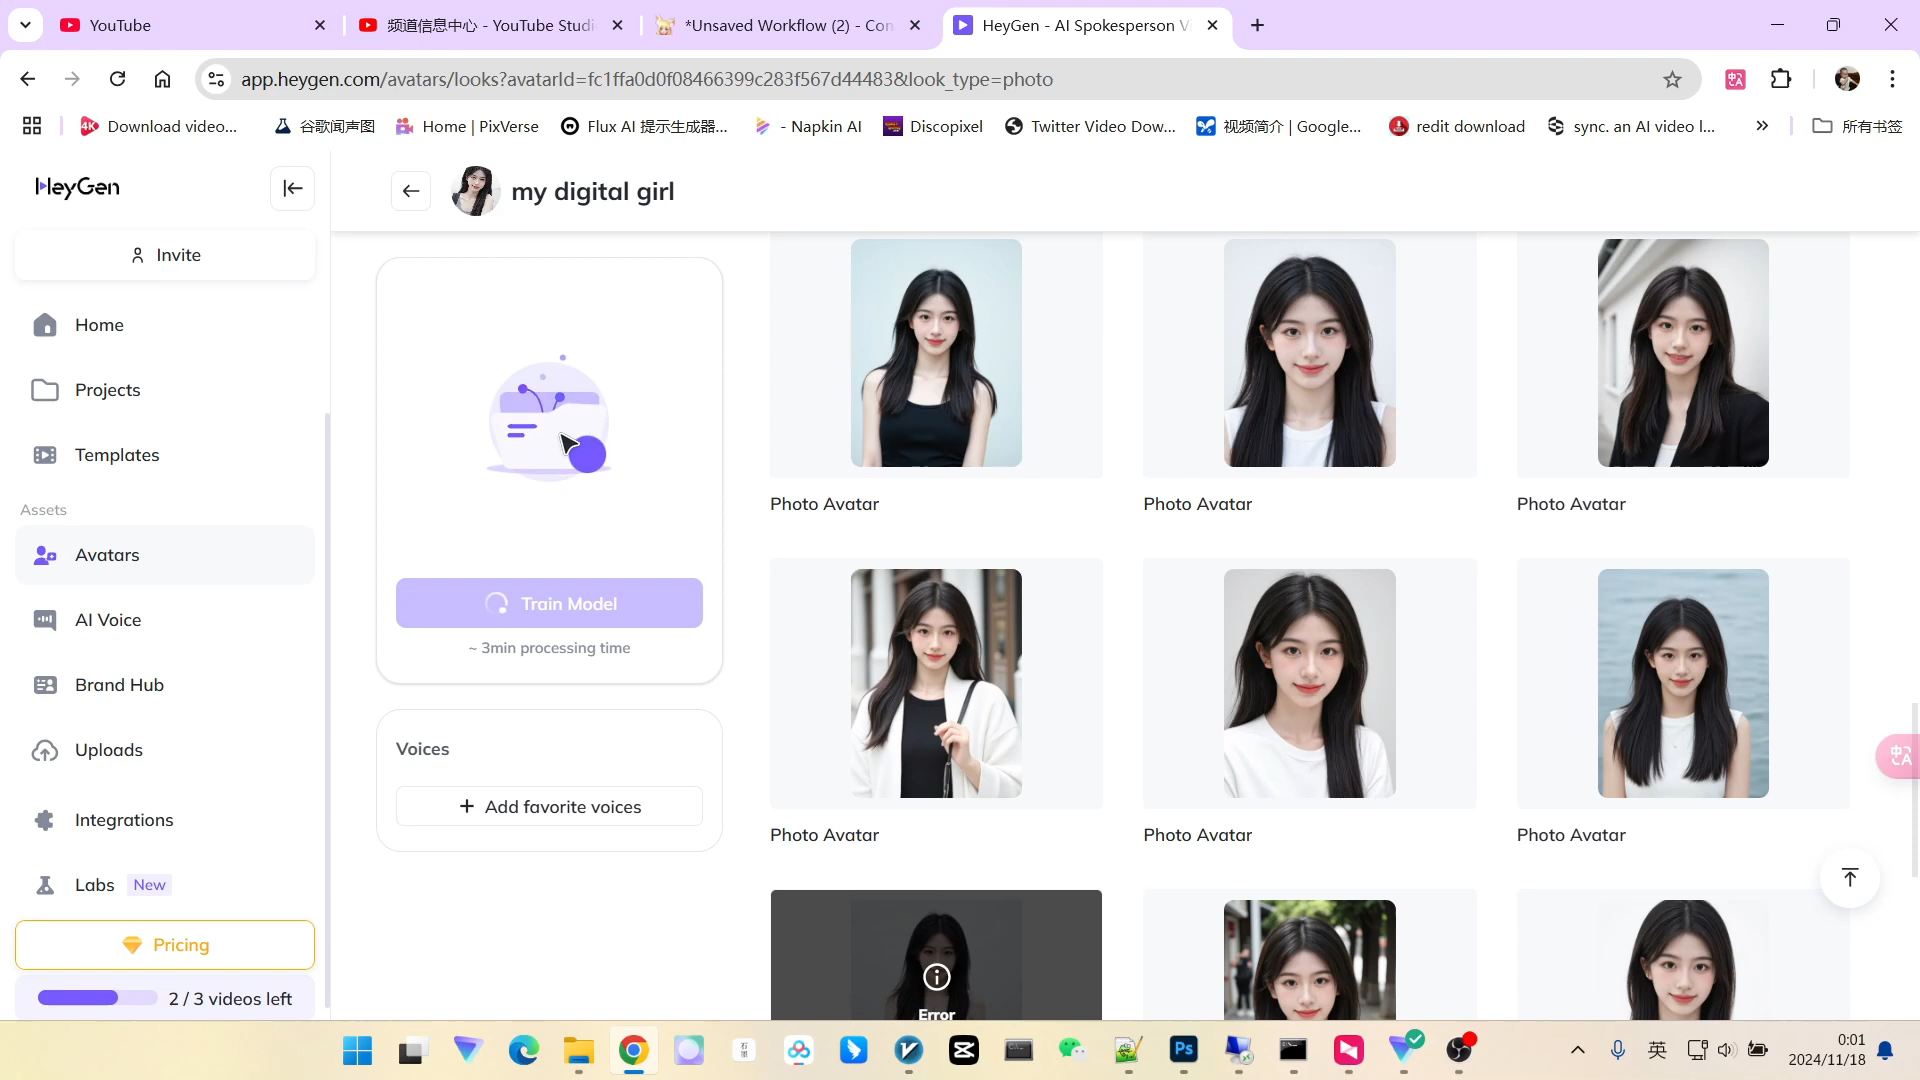 YouTube
频道信息中心 - YouTube Studi
*Unsaved Workflow (2) - Con
HeyGen - AI Spokesperson Vi
app.heygen.com/avatars/looks?avatarId=fc1ffa0d0f08466399c283f567d44483&look_type=photo
Download video...
谷歌闻声图
Home | PixVerse
Flux AI 提示生成器...
- Napkin AI
Discopixel
Twitter Video Dow...
视频简介 | Google...
redit download
sync. an AI video l...
所有书签
HeyGen
my digital girl
Invite
Home
Projects
Templates
Assets
Avatars
AI Voice
Brand Hub
Uploads
Integrations
Labs New
Pricing
2 / 3 videos left
Train Model
~ 3min processing time
Voices
+ Add favorite voices
Photo Avatar
Photo Avatar
Photo Avatar
Photo Avatar
Photo Avatar
Photo Avatar
Error
中A
英
0:01
2024/11/18